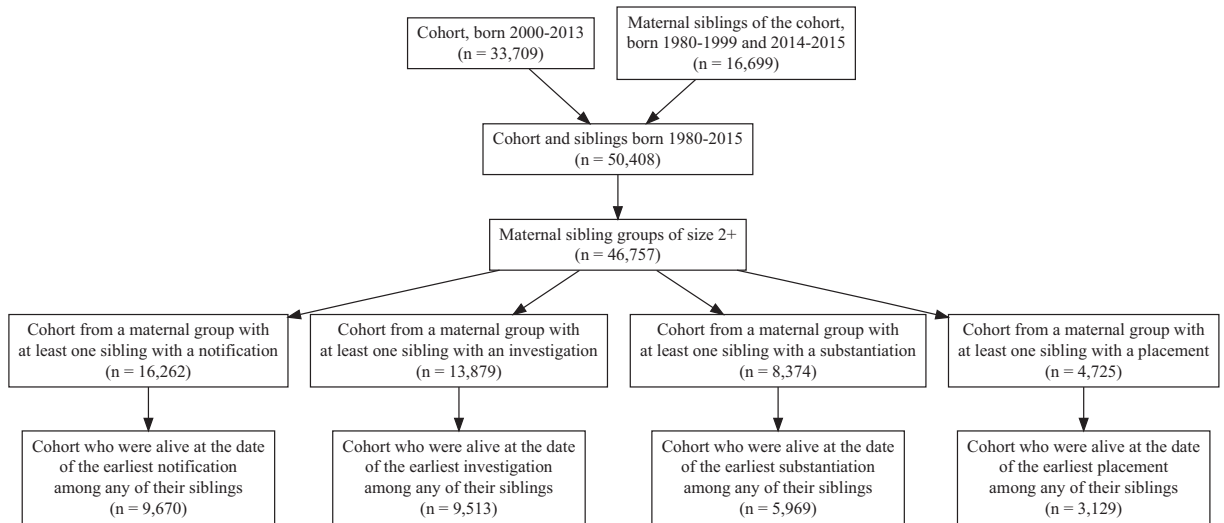 Cohort, born 2000-2013
(n = 33,709)
Maternal siblings of the cohort,
born 1980-1999 and 2014-2015
(n = 16,699)
Cohort and siblings born 1980-2015
(n = 50,408)
Maternal sibling groups of size 2+
(n = 46,757)
Cohort from a maternal group with
at least one sibling with a notification
(n = 16,262)
Cohort from a maternal group with
at least one sibling with an investigation
(n = 13,879)
Cohort from a maternal group with
at least one sibling with a substantiation
(n = 8,374)
Cohort from a maternal group with
at least one sibling with a placement
(n = 4,725)
Cohort who were alive at the date
of the earliest notification
among any of their siblings
(n = 9,670)
Cohort who were alive at the date
of the earliest investigation
among any of their siblings
(n = 9,513)
Cohort who were alive at the date
of the earliest substantiation
among any of their siblings
(n = 5,969)
Cohort who were alive at the date
of the earliest placement
among any of their siblings
(n = 3,129)